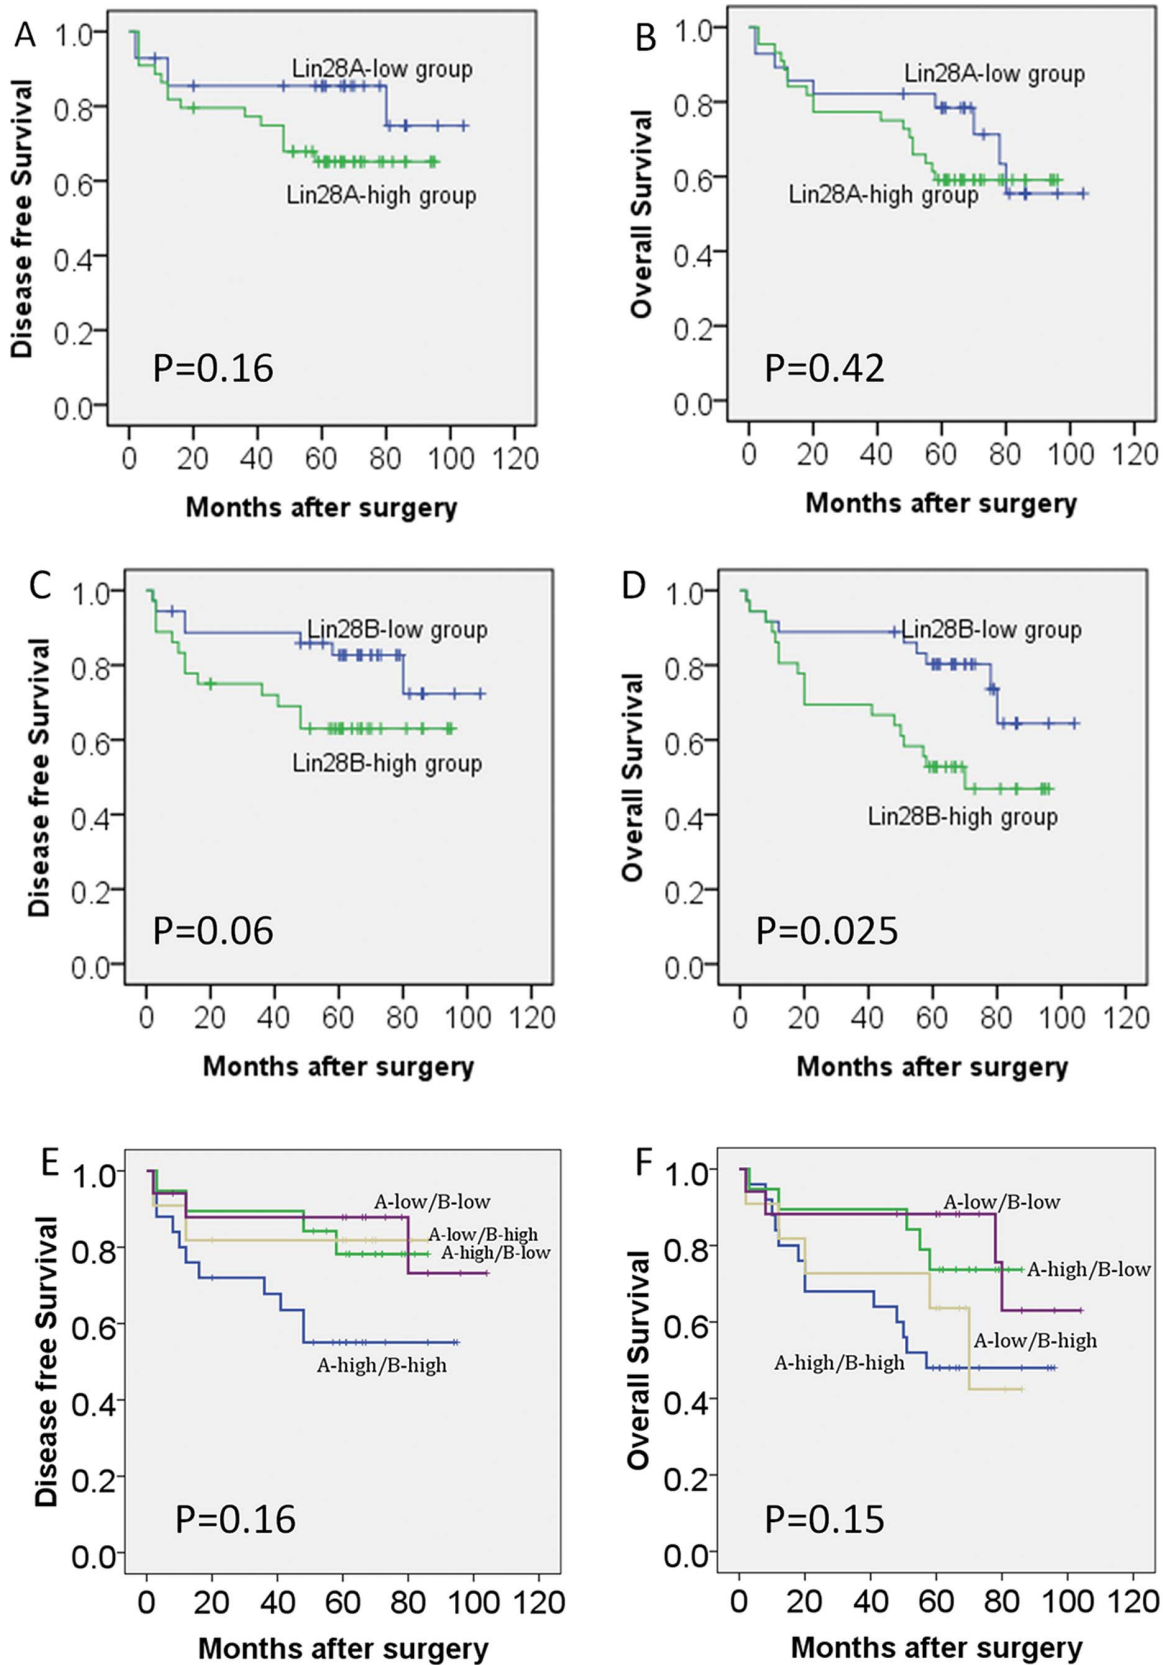 A
Disease free Survival
1.0
0.8
0.6
0.4
0.2
0.0
Lin28A-low group
Lin28A-high group
P=0.16
0 20 40 60 80 100 120
Months after surgery
B
Overall Survival
1.0
0.8
0.6
0.4
0.2
0.0
Lin28A-low group
Lin28A-high group
P=0.42
0 20 40 60 80 100 120
Months after surgery
C
Disease free Survival
1.0
0.8
0.6
0.4
0.2
0.0
Lin28B-low group
Lin28B-high group
P=0.06
0 20 40 60 80 100 120
Months after surgery
D
Overall Survival
1.0
0.8
0.6
0.4
0.2
0.0
Lin28B-low group
Lin28B-high group
P=0.025
0 20 40 60 80 100 120
Months after surgery
E
Disease free Survival
1.0
0.8
0.6
0.4
0.2
0.0
A-low/B-low
A-low/B-high
A-high/B-low
A-high/B-high
P=0.16
0 20 40 60 80 100 120
Months after surgery
F
Overall Survival
1.0
0.8
0.6
0.4
0.2
0.0
A-low/B-low
A-high/B-low
A-low/B-high
A-high/B-high
P=0.15
0 20 40 60 80 100 120
Months after surgery